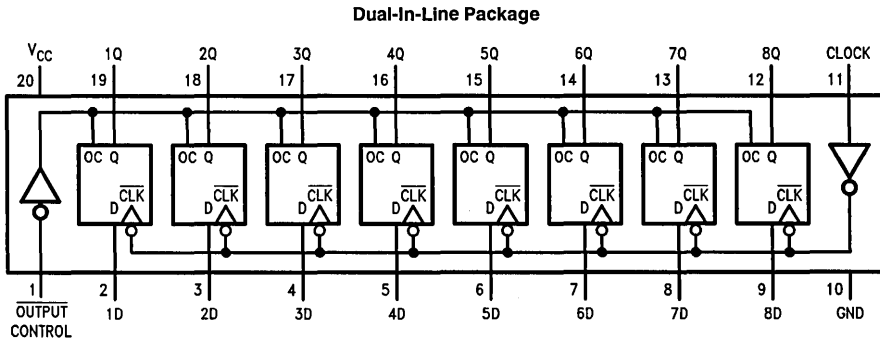 Dual-In-Line Package
VCC 1Q 2Q 3Q 4Q 5Q 6Q 7Q 8Q CLOCK
20 19 18 17 16 15 14 13 12 11
OC Q OC Q OC Q OC Q OC Q OC Q OC Q OC Q
CLK CLK CLK CLK CLK CLK CLK CLK
D D D D D D D D
1 2 3 4 5 6 7 8 9 10
OUTPUT 1D 2D 3D 4D 5D 6D 7D 8D GND
CONTROL